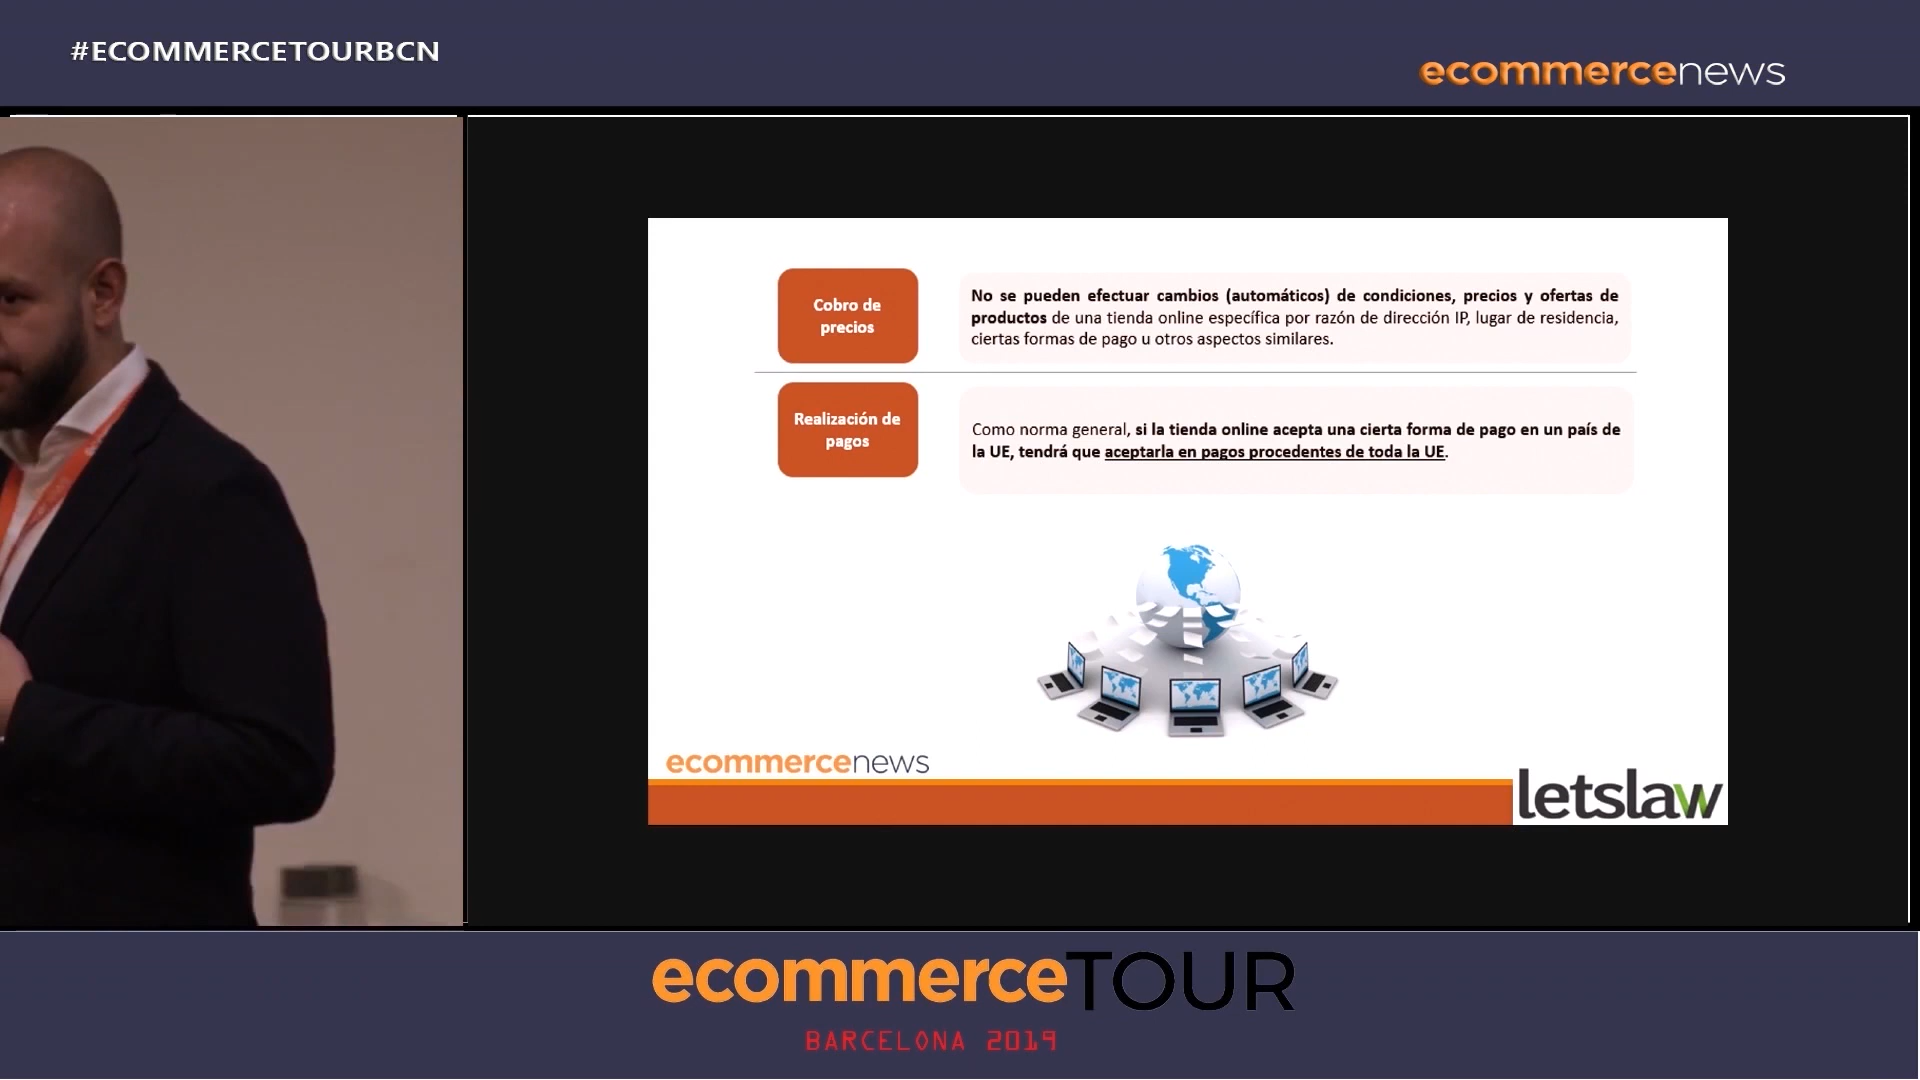 #ECOMMERCETOURBCN
ecommercenews
Cobro de
precios
No se pueden efectuar cambios (automáticos) de condiciones, precios y ofertas de
productos de una tienda online específica por razón de dirección IP, lugar de residencia,
ciertas formas de pago u otros aspectos similares.
Realización de
pagos
Como norma general, si la tienda online acepta una cierta forma de pago en un país de
la UE, tendrá que aceptarla en pagos procedentes de toda la UE.
ecommercenews
letslaw
ecommerceTOUR
BARCELONA 2019